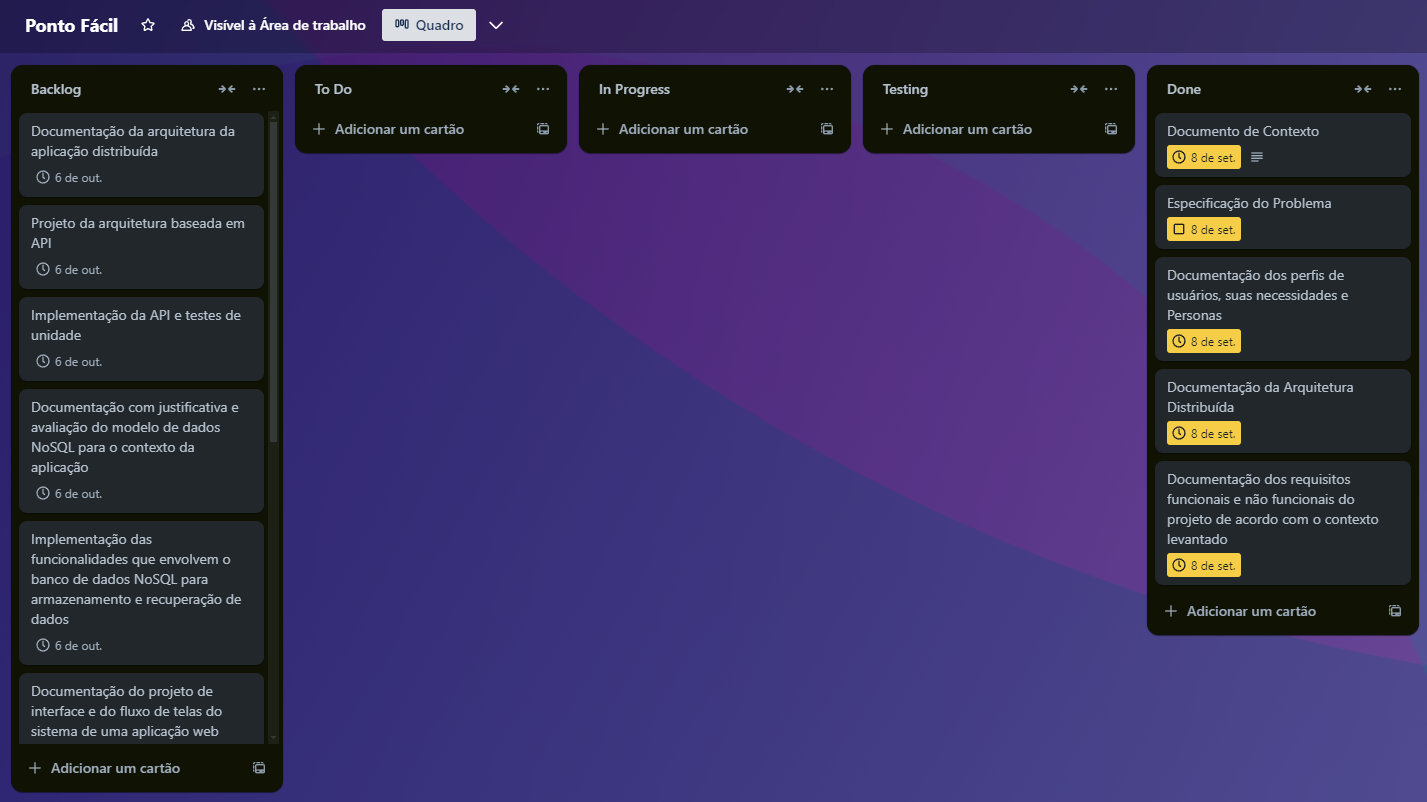 Ponto Fácil
Visível à Área de trabalho
Quadro
Backlog
Documentação da arquitetura da
aplicação distribuída
6 de out.
Projeto da arquitetura baseada em
API
6 de out.
Implementação da API e testes de
unidade
6 de out.
Documentação com justificativa e
avaliação do modelo de dados
NoSQL para o contexto da
aplicação
6 de out.
Implementação das
funcionalidades que envolvem o
banco de dados NoSQL para
armazenamento e recuperação de
dados
6 de out.
Documentação do projeto de
interface e do fluxo de telas do
sistema de uma aplicação web
Adicionar um cartão
To Do
Adicionar um cartão
In Progress
Adicionar um cartão
Testing
Adicionar um cartão
Done
Documento de Contexto
8 de set.
Especificação do Problema
8 de set.
Documentação dos perfis de
usuários, suas necessidades e
Personas
8 de set.
Documentação da Arquitetura
Distribuída
8 de set.
Documentação dos requisitos
funcionais e não funcionais do
projeto de acordo com o contexto
levantado
8 de set.
Adicionar um cartão